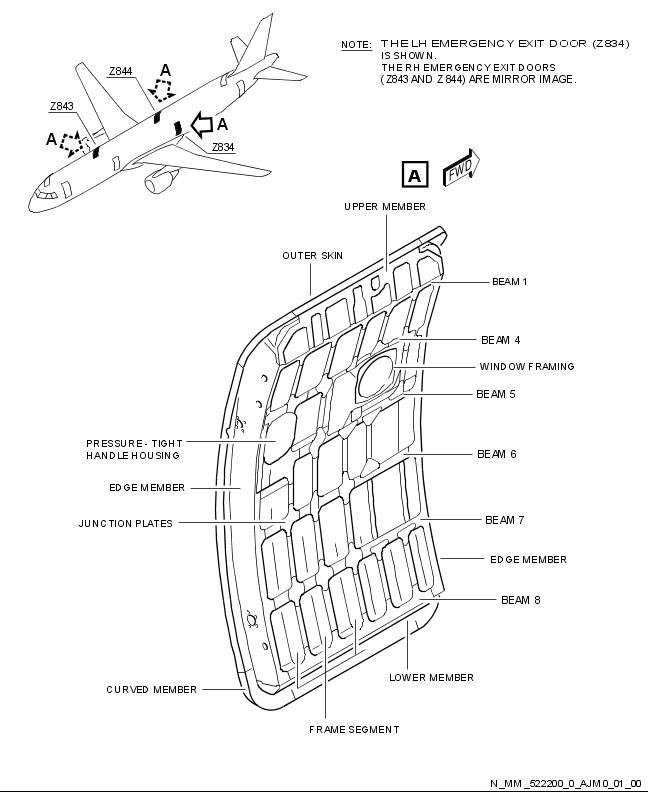 NOTE: THE LH EMERGENCY EXIT DOOR (Z834)
IS SHOWN.
THE RH EMERGENCY EXIT DOORS
(Z843 AND Z844) ARE MIRROR IMAGE.
Z844
A
Z843
A
A
Z834
A
FWD
UPPER MEMBER
OUTER SKIN
BEAM 1
BEAM 4
WINDOW FRAMING
BEAM 5
PRESSURE - TIGHT
HANDLE HOUSING
BEAM 6
EDGE MEMBER
JUNCTION PLATES
BEAM 7
EDGE MEMBER
BEAM 8
LOWER MEMBER
CURVED MEMBER
FRAME SEGMENT
N_MM_522200_0_AJM0_01_00